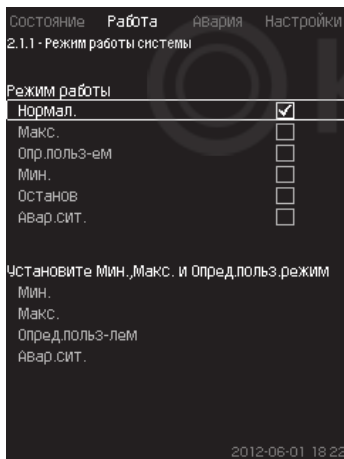 Состояние Работа Авария Настройки
2.1.1 - Режим работы системы
Режим работы
Нормал.
Макс.
Опр.польз-ем
Мин.
Останов
Авар.сит.
Установите Мин.,Макс. и Опред.польз.режим
Мин.
Макс.
Опред.польз-лем
Авар.сит.
2012-06-01 18:22